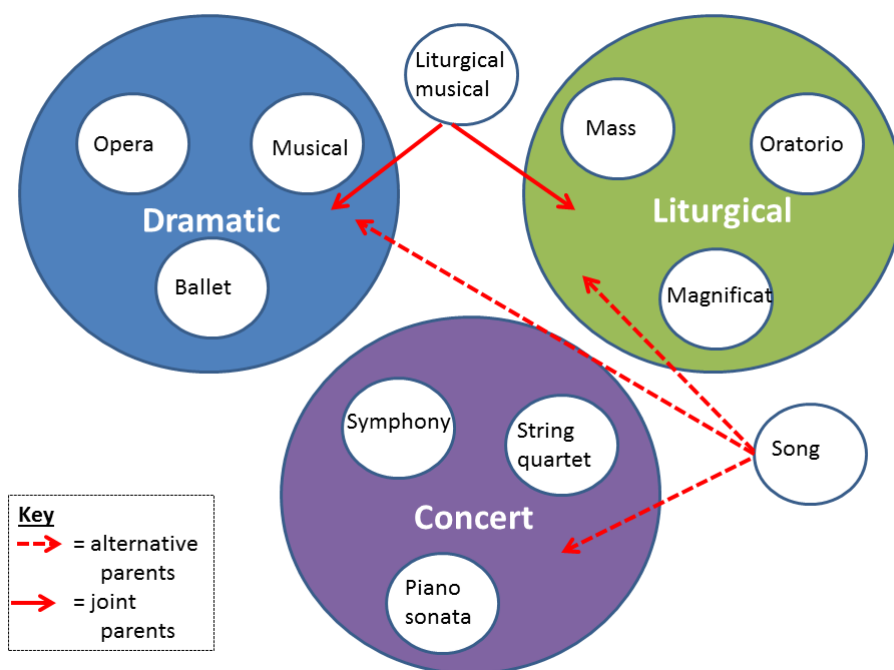 Liturgical
musical
Opera
Musical
Dramatic
Ballet
Mass
Oratorio
Liturgical
Magnificat
Symphony
String
quartet
Concert
Piano
sonata
Song
Key
= alternative
parents
= joint
parents